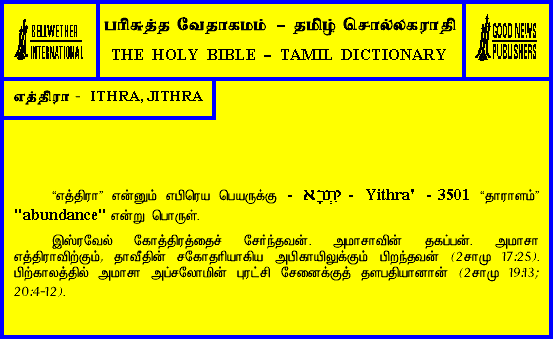 BELLWETHER
INTERNATIONAL
பரிசுத்த வேதாகமம் – தமிழ் சொல்லகராதி
THE HOLY BIBLE – TAMIL DICTIONARY
GOOD NEWS
PUBLISHERS
எத்திரா - ITHRA, JITHRA
“எத்திரா” என்னும் எபிரெய பெயருக்கு - יִתְרָא - Yithra' - 3501 “தாராளம்”
"abundance" என்று பொருள்.
இஸ்ரவேல் கோத்திரத்தைச் சேர்ந்தவன். அமாசாவின் தகப்பன். அமாசா
எத்திராவிற்கும், தாவீதின் சகோதரியாகிய அபிகாயிலுக்கும் பிறந்தவன் (2சாமு 17:25).
பிற்காலத்தில் அமாசா அப்சலோமின் புரட்சி சேனைக்குத் தளபதியானான் (2சாமு 19:13;
20:4-12).